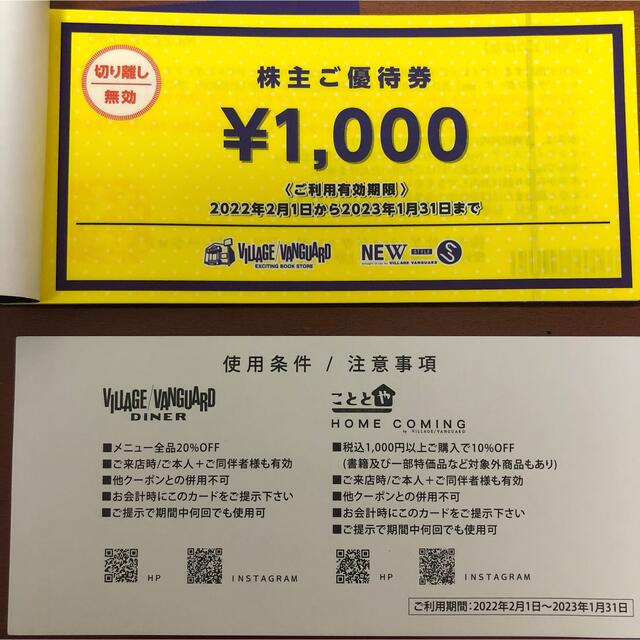 切り離し
無効
株主ご優待券
¥1,000
〈ご利用有効期限〉
2022年2月1日から2023年1月31日まで
VILLAGE/VANGUARD
EXCITING BOOK STORE
NEW STYLE
brought to you by VILLAGE VANGUARD
使用条件 / 注意事項
VILLAGE/VANGUARD
DINER
■メニュー全品20%OFF
■ご来店時/ご本人+ご同伴者様も有効
■他クーポンとの併用不可
■お会計時にこのカードをご提示下さい
■ご提示で期間中何回でも使用可
HP
INSTAGRAM
こととや
HOME COMING
by VILLAGE/VANGUARD
■税込1,000円以上ご購入で10%OFF
(書籍及び一部特価品など対象外商品もあり)
■ご来店時/ご本人+ご同伴者様も有効
■他クーポンとの併用不可
■お会計時にこのカードをご提示下さい
■ご提示で期間中何回でも使用可
HP
INSTAGRAM
ご利用期間:2022年2月1日〜2023年1月31日